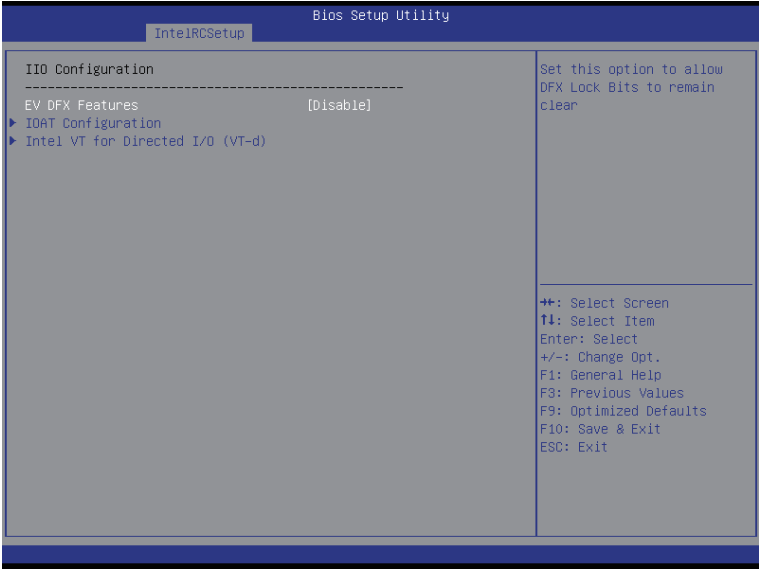 Bios Setup Utility
IntelRCSetup
IIO Configuration
--------------------------------------------------
EV DFX Features [Disable]
IOAT Configuration
Intel VT for Directed I/O (VT-d)
Set this option to allow
DFX Lock Bits to remain
clear
→←: Select Screen
↑↓: Select Item
Enter: Select
+/-: Change Opt.
F1: General Help
F3: Previous Values
F9: Optimized Defaults
F10: Save & Exit
ESC: Exit